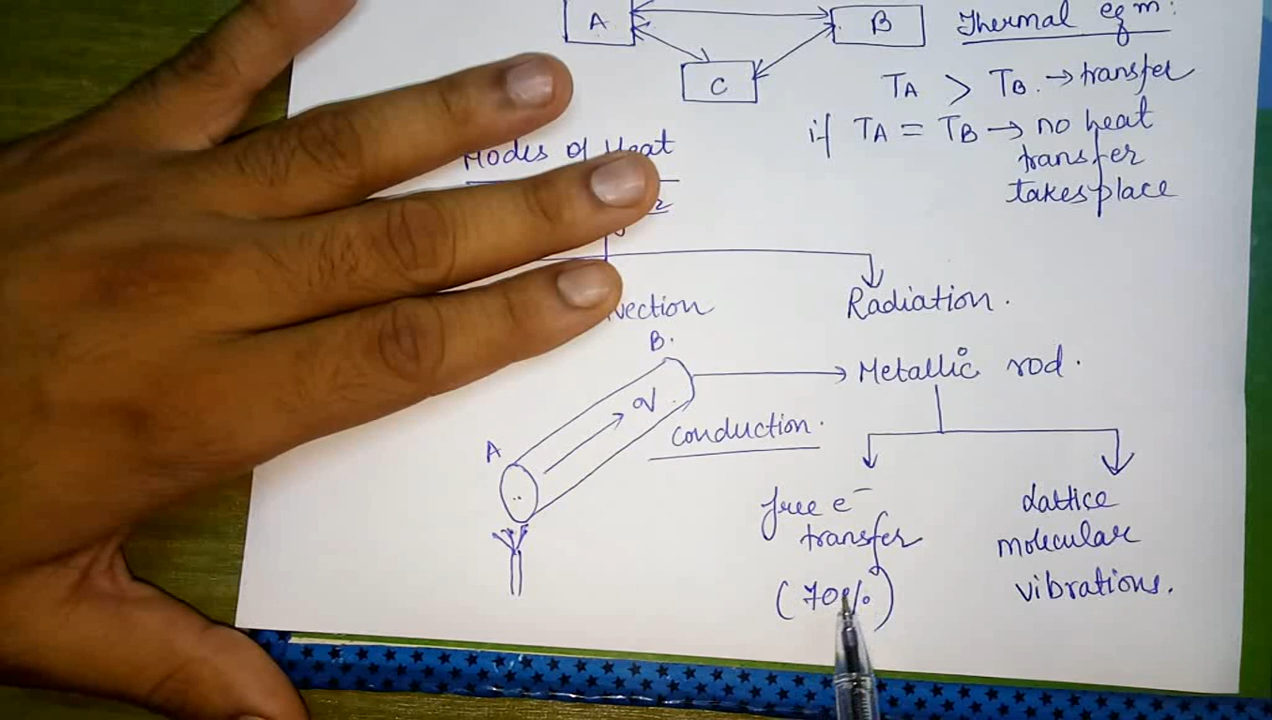 A
B
C
Thermal eqm:
TA > TB. → transfer
if TA = TB → no heat
transfer
takes place
Modes of Heat
Radiation.
B.
A
Metallic rod.
conduction.
free e⁻
transfer
(70%)
Lattice
molecular
vibrations.